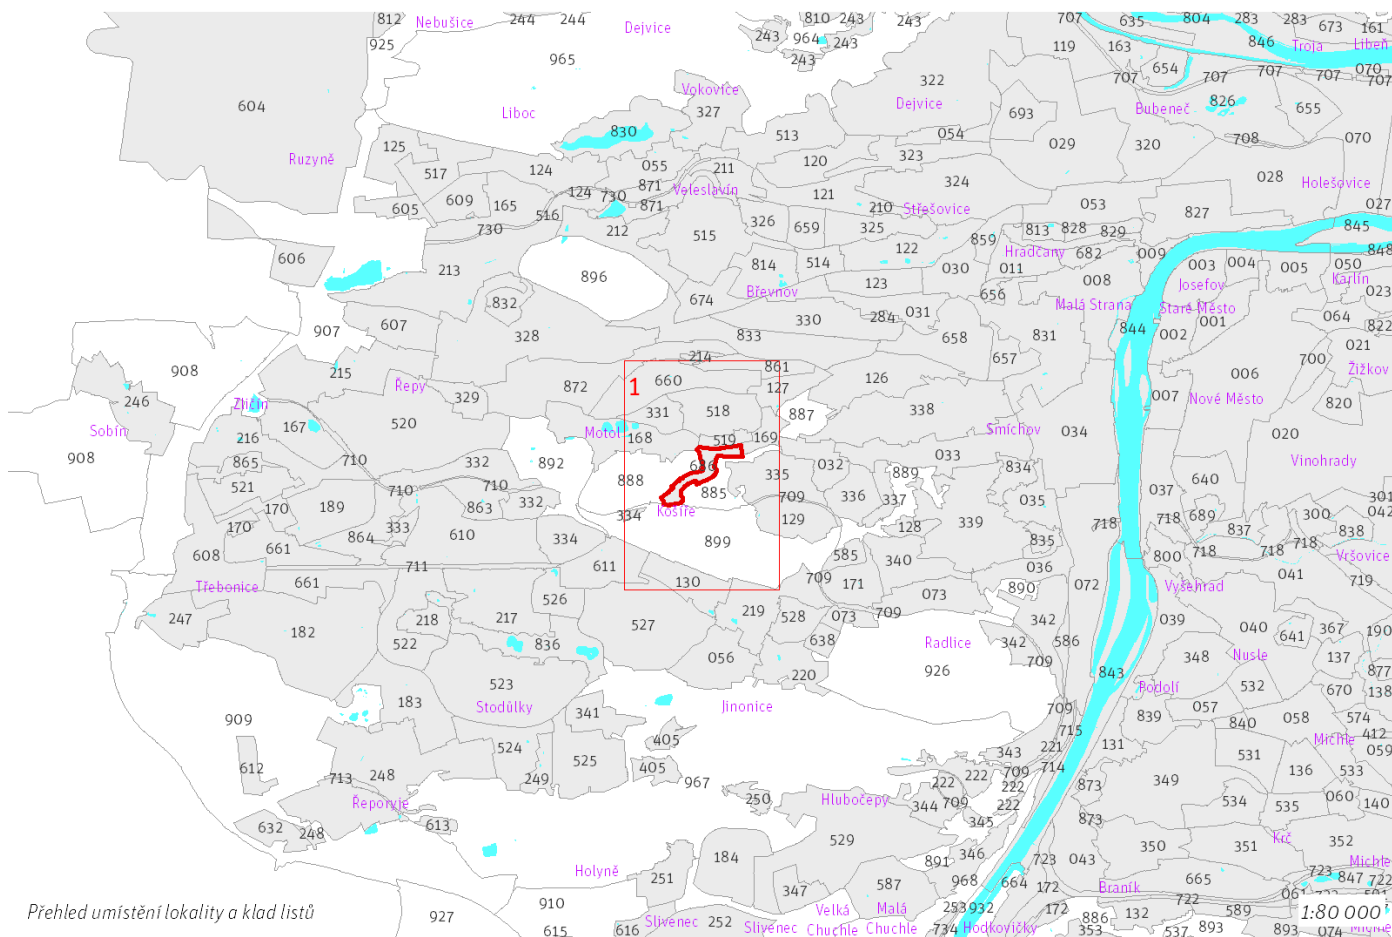 812 Nebušice 244 244 Dejvice 810 243 243 707 635 804 283 283 673 161
925 965 243 964 243 119 163 846 Troja Libeň
243 654 070
604 Liboc Vokovice 327 322 Dejvice 707 707 707 707 707
830 693 Bubeneč 826 655
125 513 054 029 320 708 070
Ruzyně 517 124 055 211 120 323
609 165 124 730 871 871 Veleslavín 121 324 028 Holešovice
605 516 212 326 659 210 Střešovice 053 827 027
730 515 325 813 828 829 845
606 213 896 814 514 122 859 Hradčany 682 009 003 004 005 050 848
674 Břevnov 123 030 011 008 Josefov Karlín 023
832 330 284 031 656 Malá Strana Staré Město 064
907 607 328 833 658 831 844 002 001 822
214 657 021
908 215 Řepy 872 660 861 127 126 700 006 Žižkov
246 Zličín 329 1 331 518 887 338 007 Nové Město 820
Sobín 167 520 Motol 168 519 169 Smíchov 034 020
908 216 710 332 892 686 335 032 033 Vinohrady
865 710 710 888 885 889 834
521 170 189 863 332 Košíře 709 336 337 035 037 640 301
170 333 334 129 128 339 718 718 689 300 042
608 661 864 610 334 899 835 837 838
711 611 585 340 036 800 718 718 718 Vršovice
Třebonice 661 130 709 171 073 890 072 Vyšehrad 041 719
247 526 219 528 073 709 342 039
182 218 217 527 638 586 040 641 367 190
522 836 056 Radlice 342 348 Nusle 137
220 926 709 843 877
523 Podolí 532 670 138
183 Stodůlky 341 Jinonice 709 057
909 715 839 840 058 574
524 405 343 221 131 Michle 412
612 525 405 531 059
713 248 249 967 222 222 709 714 349 136 533
Řeporyje 250 Hlubočepy 222 873 534 535 060 140
632 248 613 344 709 222 873
529 345 Krč
891 346 723 043 350 351 352
Holyně 184 Michle
251 347 587 968 664 172 Braník 665 723 847 722
927 910 Velká Malá 253 932 172 722 061
615 616 Slivenec 252 Slivenec Chuchle Chuchle 734 Hodkovičky 886 132 589
353 537 893 893 074
Přehled umístění lokality a klad listů
1:80 000